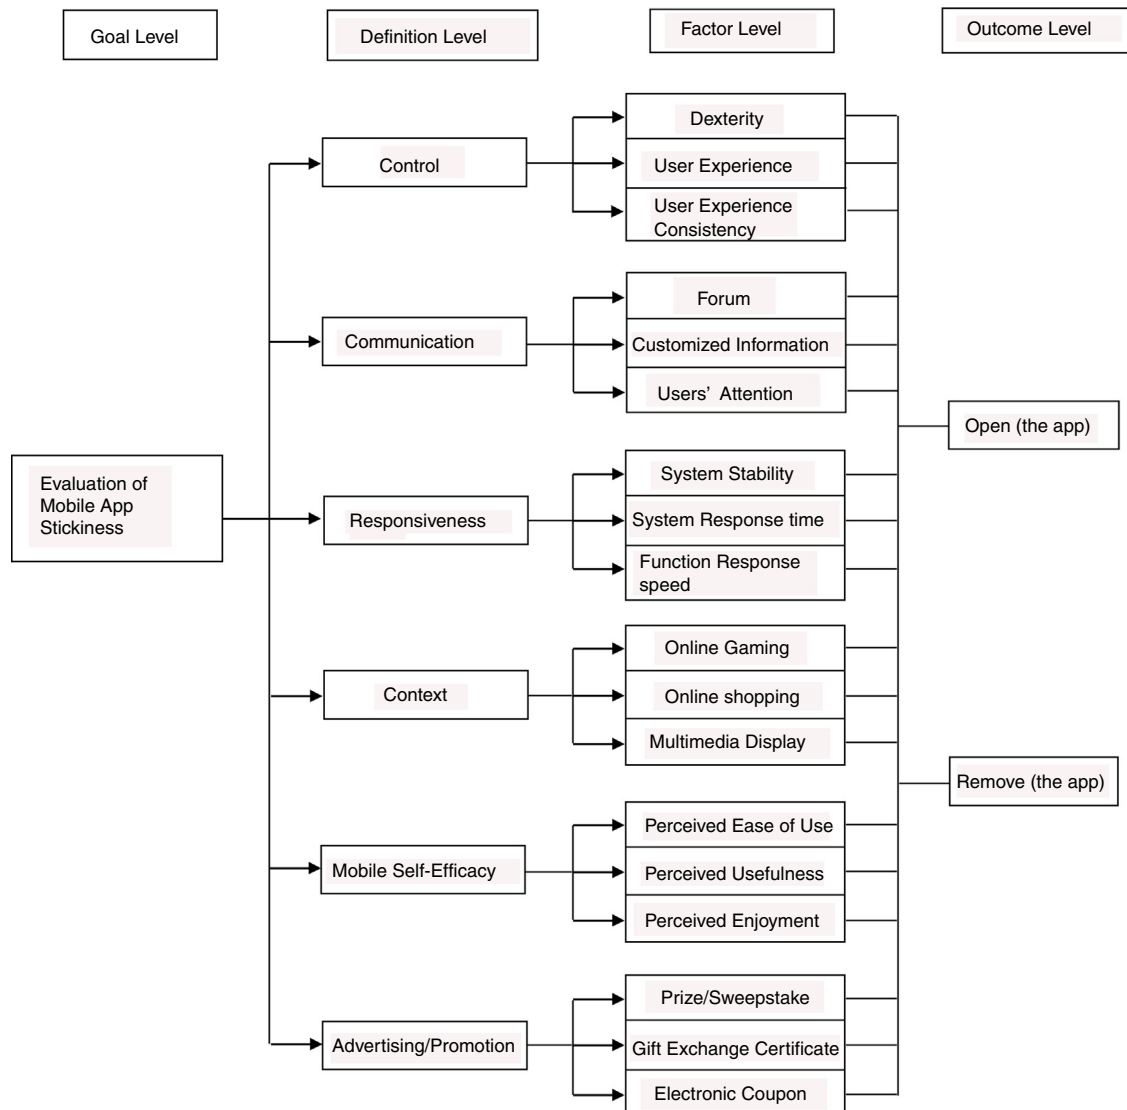 Goal Level
Definition Level
Factor Level
Outcome Level
Control
Dexterity
User Experience
User Experience
Consistency
Communication
Forum
Customized Information
Users' Attention
Open (the app)
Evaluation of
Mobile App
Stickiness
Responsiveness
System Stability
System Response time
Function Response
speed
Context
Online Gaming
Online shopping
Multimedia Display
Remove (the app)
Mobile Self-Efficacy
Perceived Ease of Use
Perceived Usefulness
Perceived Enjoyment
Advertising/Promotion
Prize/Sweepstake
Gift Exchange Certificate
Electronic Coupon